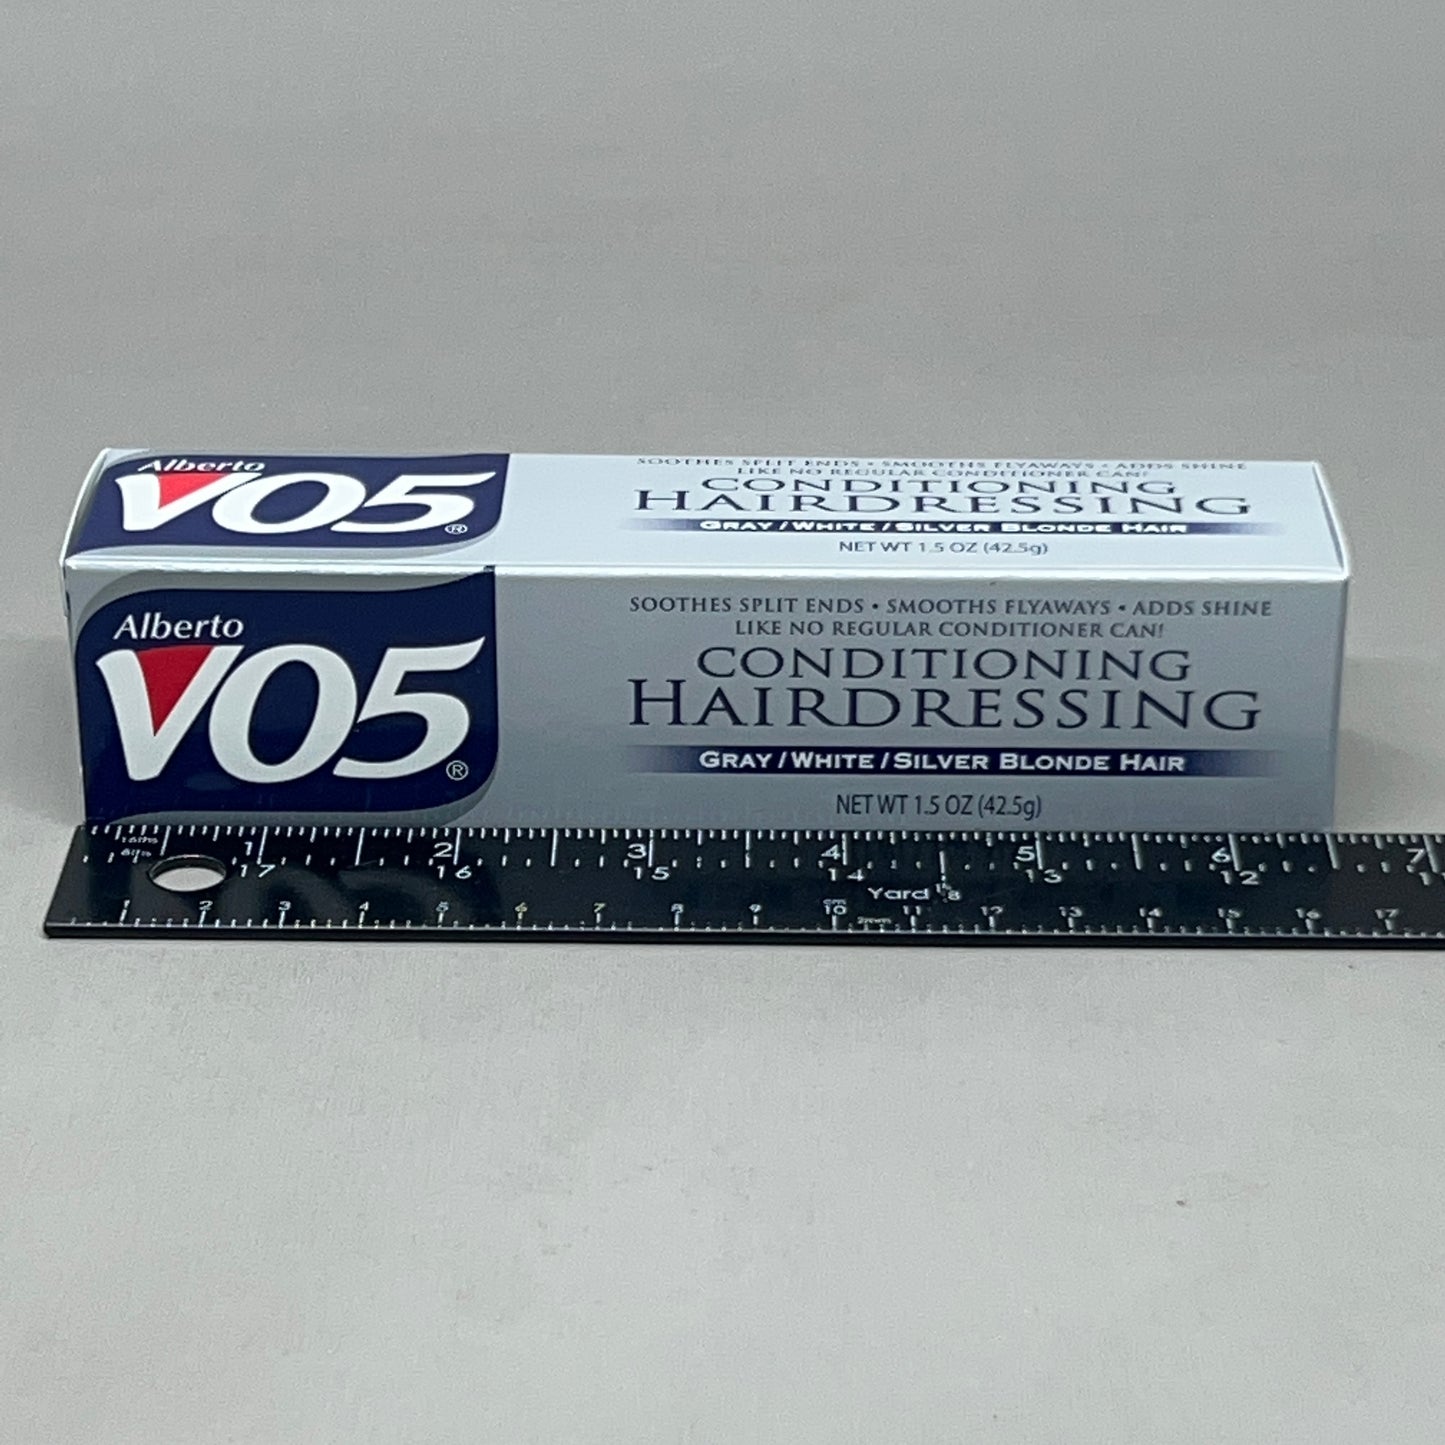 Alberto
VO5®
SOOTHES SPLIT ENDS • SMOOTHS FLYAWAYS • ADDS SHINE
LIKE NO REGULAR CONDITIONER CAN!
CONDITIONING
HAIRDRESSING
GRAY / WHITE / SILVER BLONDE HAIR
NET WT 1.5 OZ (42.5g)
Alberto
VO5®
SOOTHES SPLIT ENDS • SMOOTHS FLYAWAYS • ADDS SHINE
LIKE NO REGULAR CONDITIONER CAN!
CONDITIONING
HAIRDRESSING
GRAY / WHITE / SILVER BLONDE HAIR
NET WT 1.5 OZ (42.5g)
16ths
8ths
1 2 3 4 5 6 7
17 16 15 14 13 12
Yard
cm
1 2 3 4 5 6 7 8 9 10 11 12 13 14 15 16 17